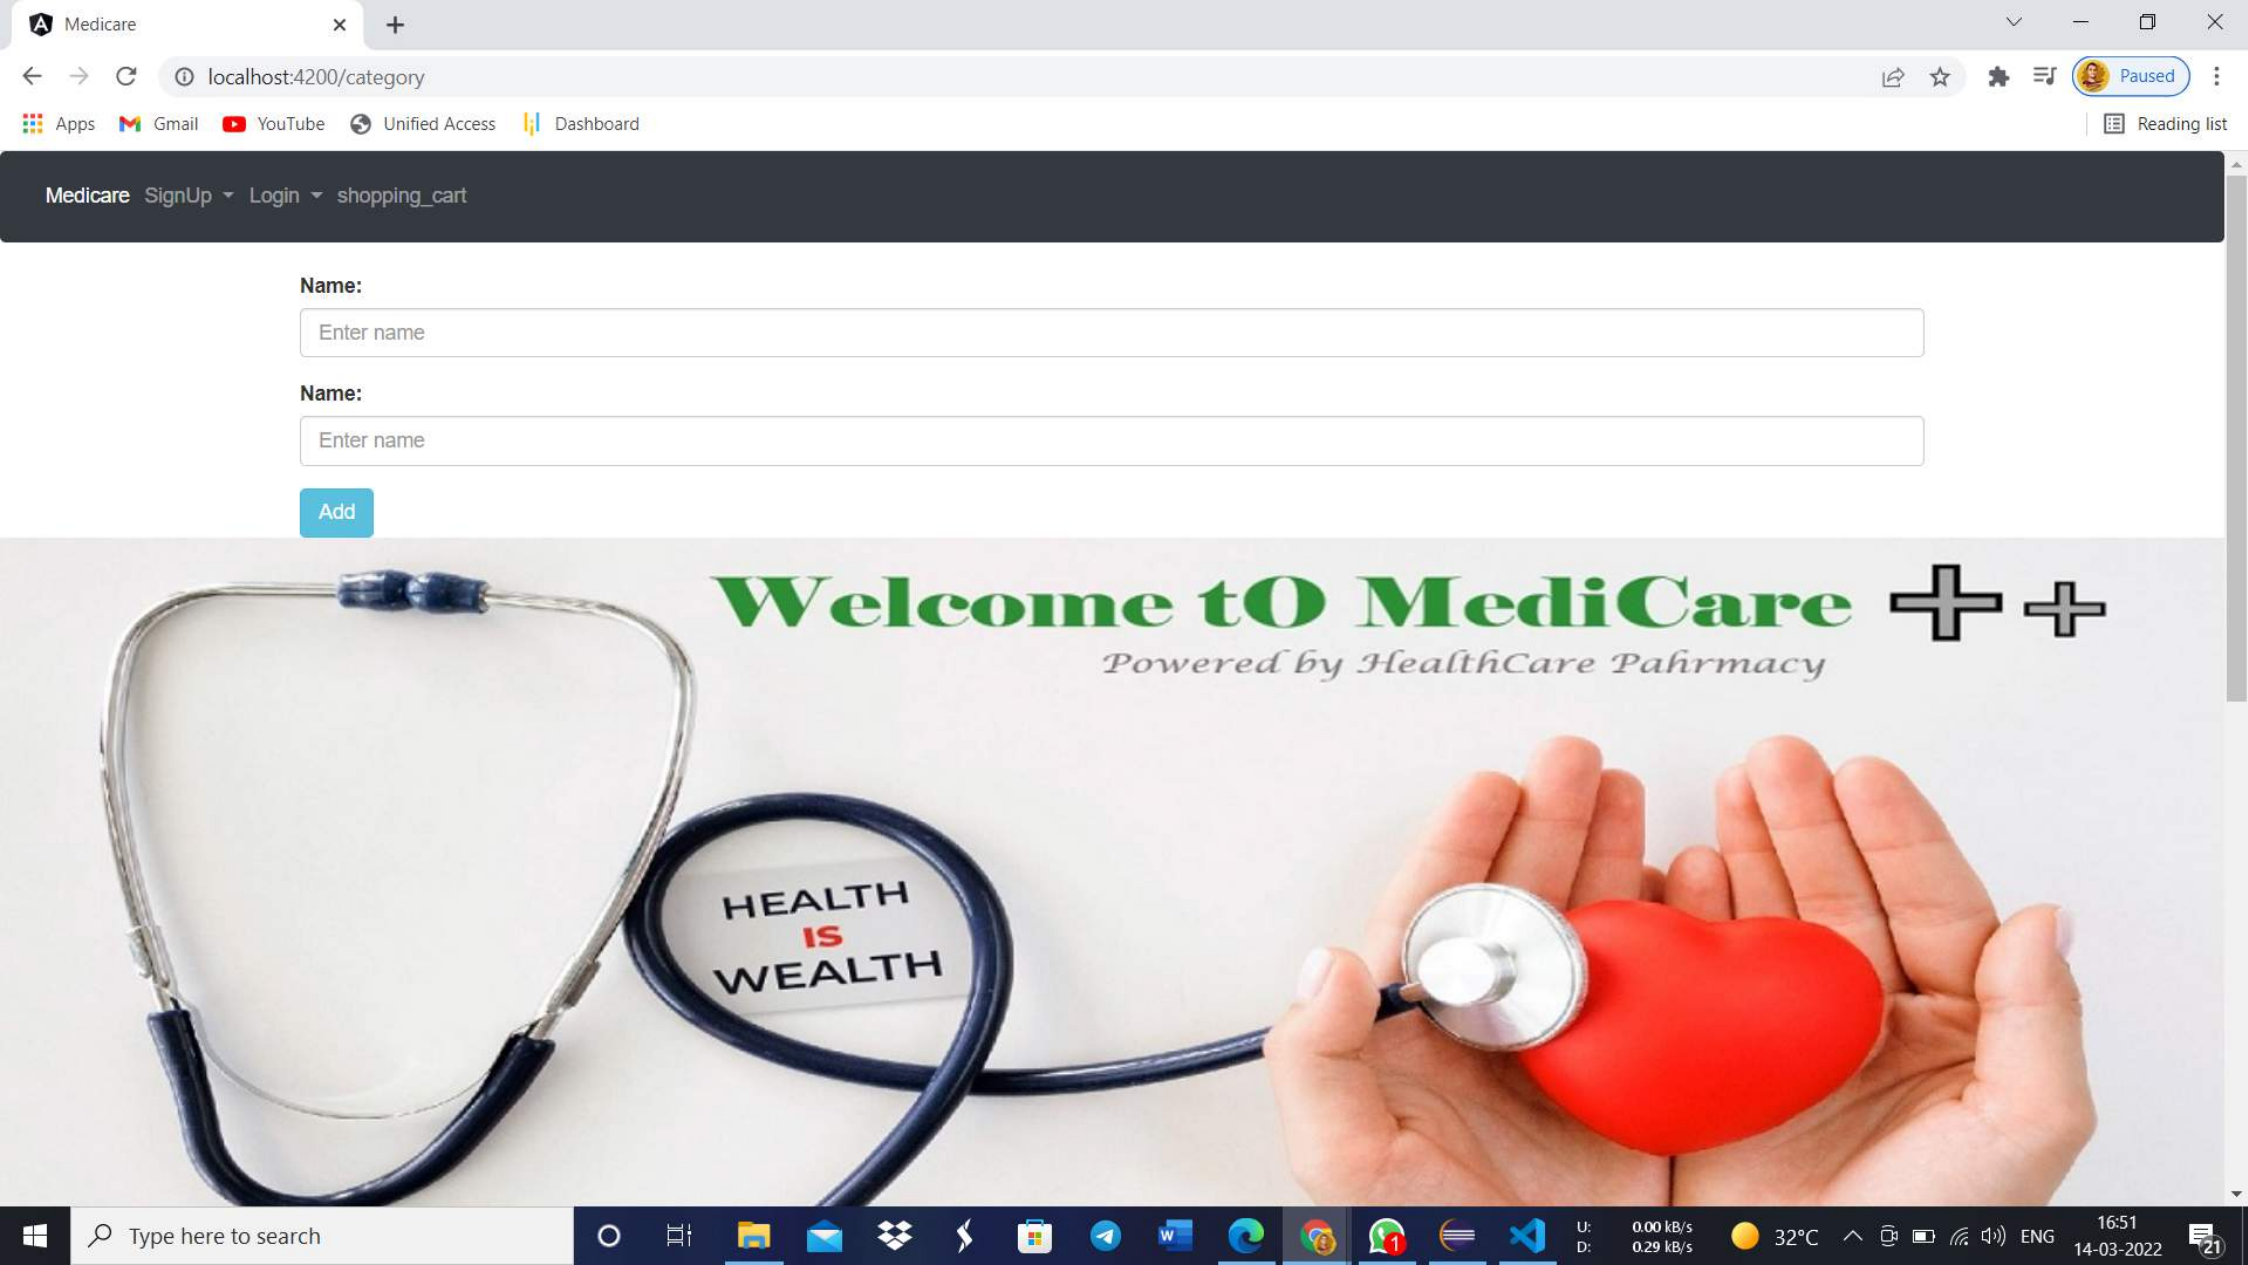 Medicare
localhost:4200/category
Paused
Apps Gmail YouTube Unified Access Dashboard Reading list
Medicare SignUp Login shopping_cart
Name:
Enter name
Name:
Enter name
Add
Welcome tO MediCare
Powered by HealthCare Pahrmacy
HEALTH
IS
WEALTH
Type here to search
W
1
U: 0.00 kB/s
D: 0.29 kB/s
32°C
ENG
16:51
14-03-2022
21